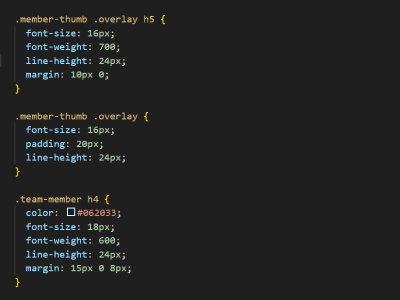 .member-thumb .overlay h5 {
font-size: 16px;
font-weight: 700;
line-height: 24px;
margin: 10px 0;
}
.member-thumb .overlay {
font-size: 16px;
padding: 20px;
line-height: 24px;
}
.team-member h4 {
color: #062033;
font-size: 18px;
font-weight: 600;
line-height: 24px;
margin: 15px 0 8px;
}